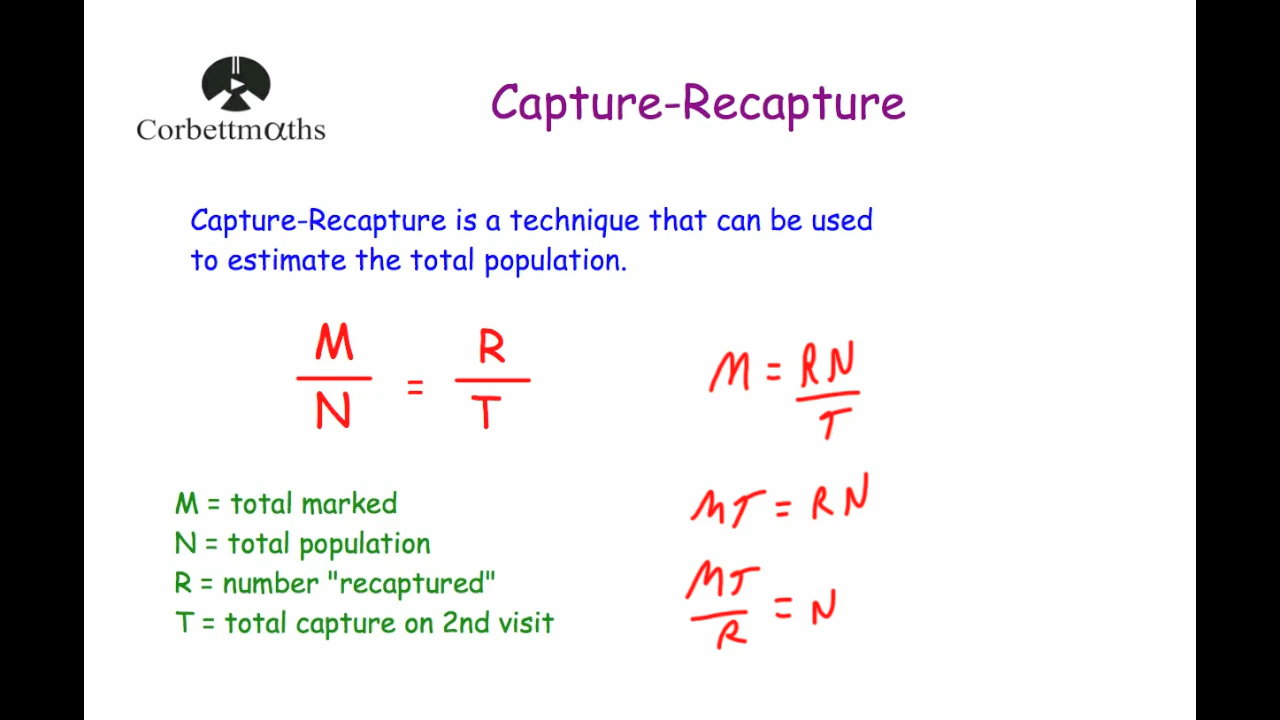 Corbettmαths
Capture-Recapture
Capture-Recapture is a technique that can be used
to estimate the total population.
M/N = R/T
M = total marked
N = total population
R = number "recaptured"
T = total capture on 2nd visit
M = RN/T
MT = RN
MT/R = N